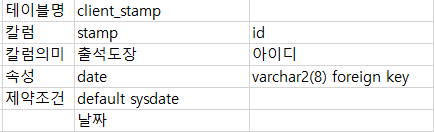 테이블명 client_stamp
칼럼 stamp id
칼럼의미 출석도장 아이디
속성 date varchar2(8) foreign key
제약조건 default sysdate
날짜